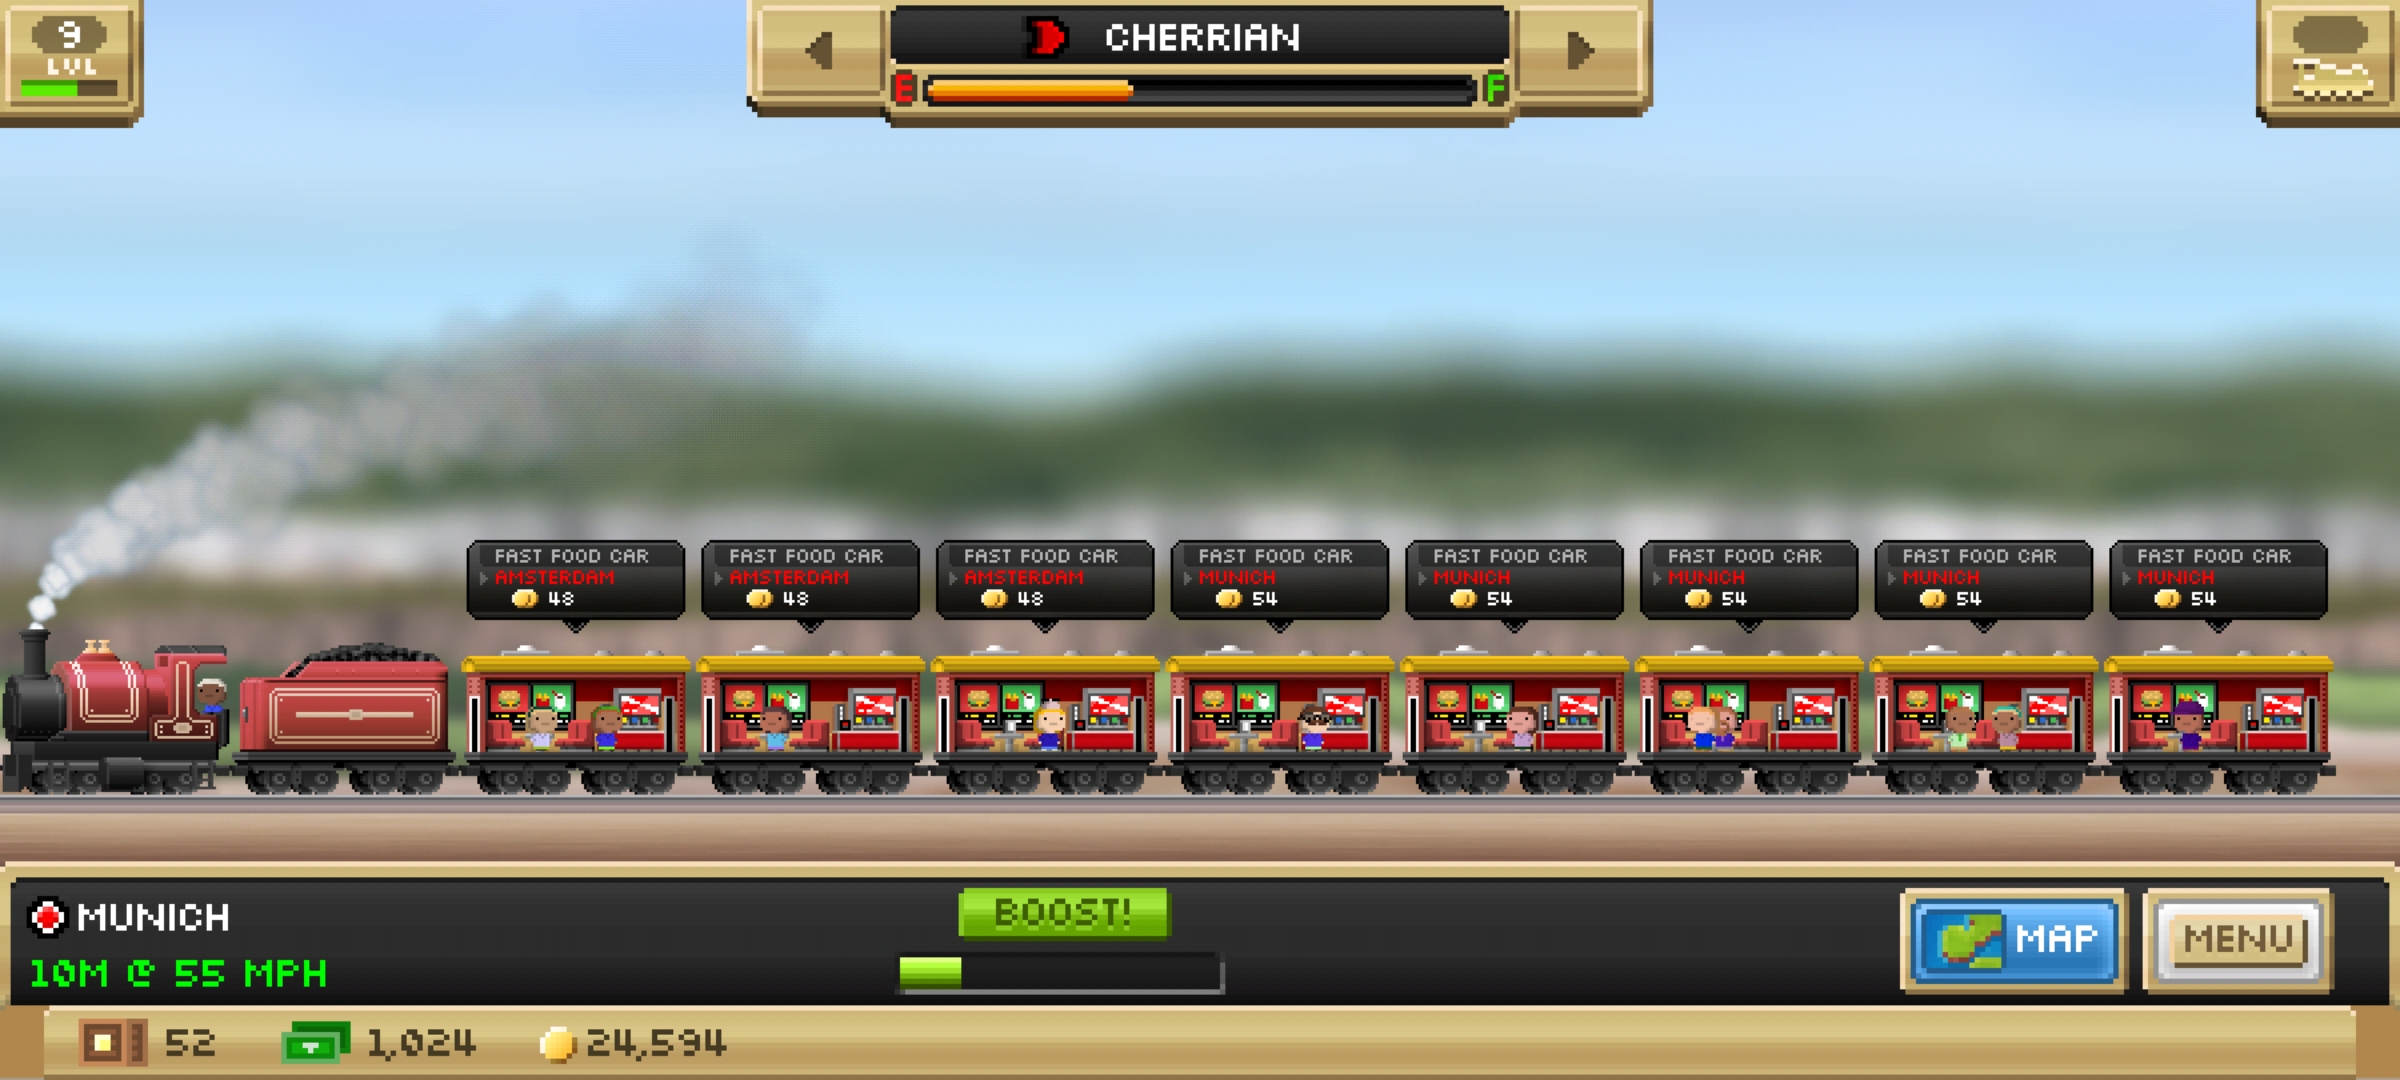 9
LVL
CHERRIAN
E
F
FAST FOOD CAR
AMSTERDAM
48
FAST FOOD CAR
AMSTERDAM
48
FAST FOOD CAR
AMSTERDAM
48
FAST FOOD CAR
MUNICH
54
FAST FOOD CAR
MUNICH
54
FAST FOOD CAR
MUNICH
54
FAST FOOD CAR
MUNICH
54
FAST FOOD CAR
MUNICH
54
MUNICH
10M @ 55 MPH
BOOST!
MAP
MENU
52
1,024
24,594